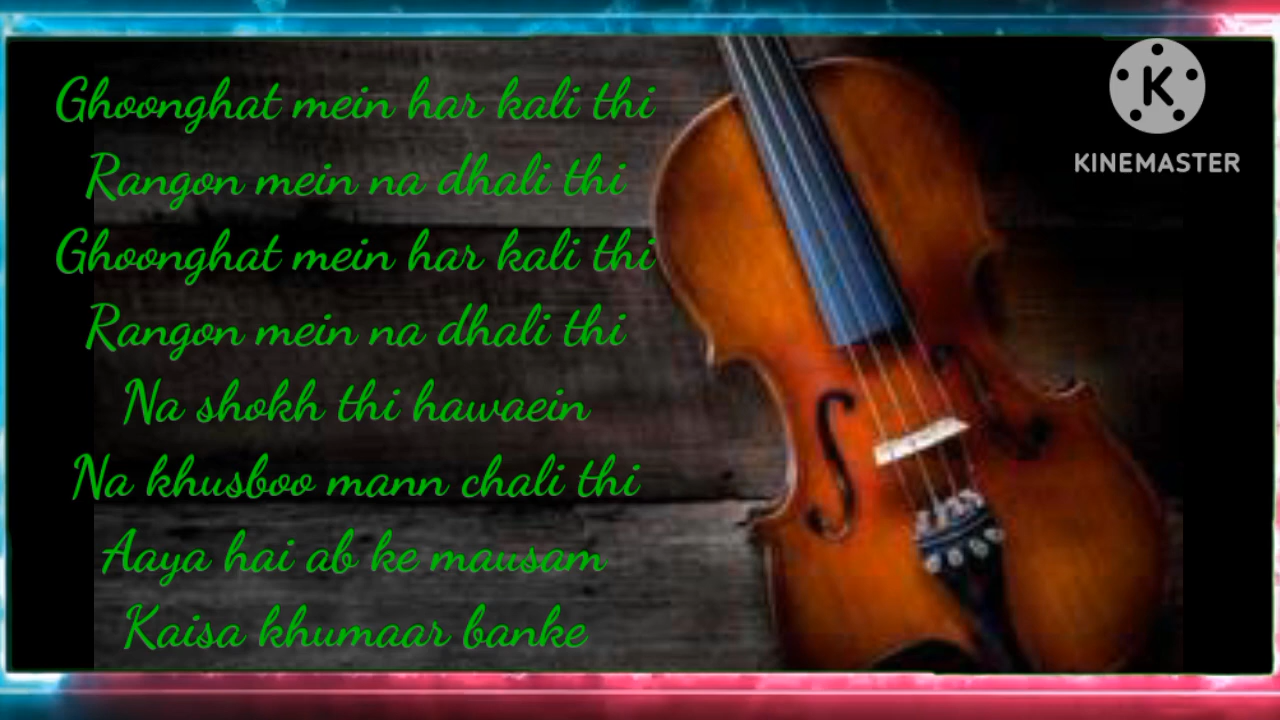 Ghoonghat mein har kali thi
Rangon mein na dhali thi
Ghoonghat mein har kali thi
Rangon mein na dhali thi
Na shokh thi hawaein
Na khusboo mann chali thi
Aaya hai ab ke mausam
Kaisa khumaar banke
K
KINEMASTER